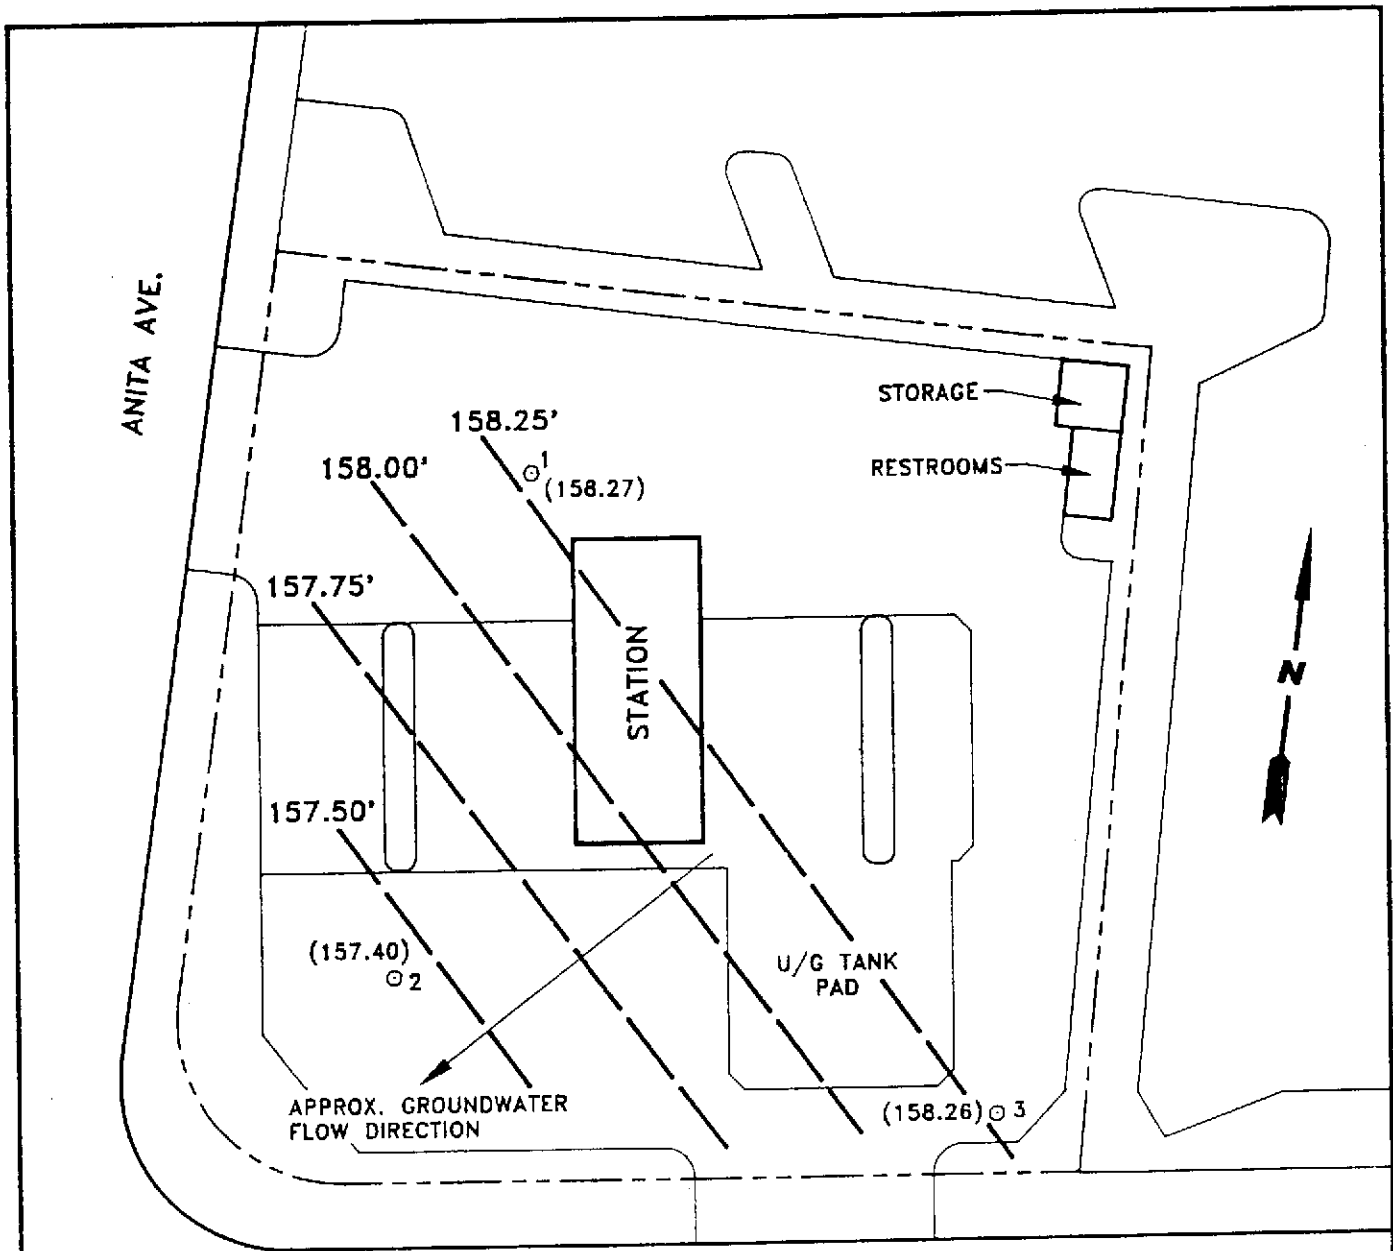 ANITA AVE.
STORAGE
RESTROOMS
158.25'
158.00'
1
(158.27)
157.75'
STATION
N
157.50'
(157.40)
2
U/G TANK
PAD
(158.26) 3
APPROX. GROUNDWATER
FLOW DIRECTION